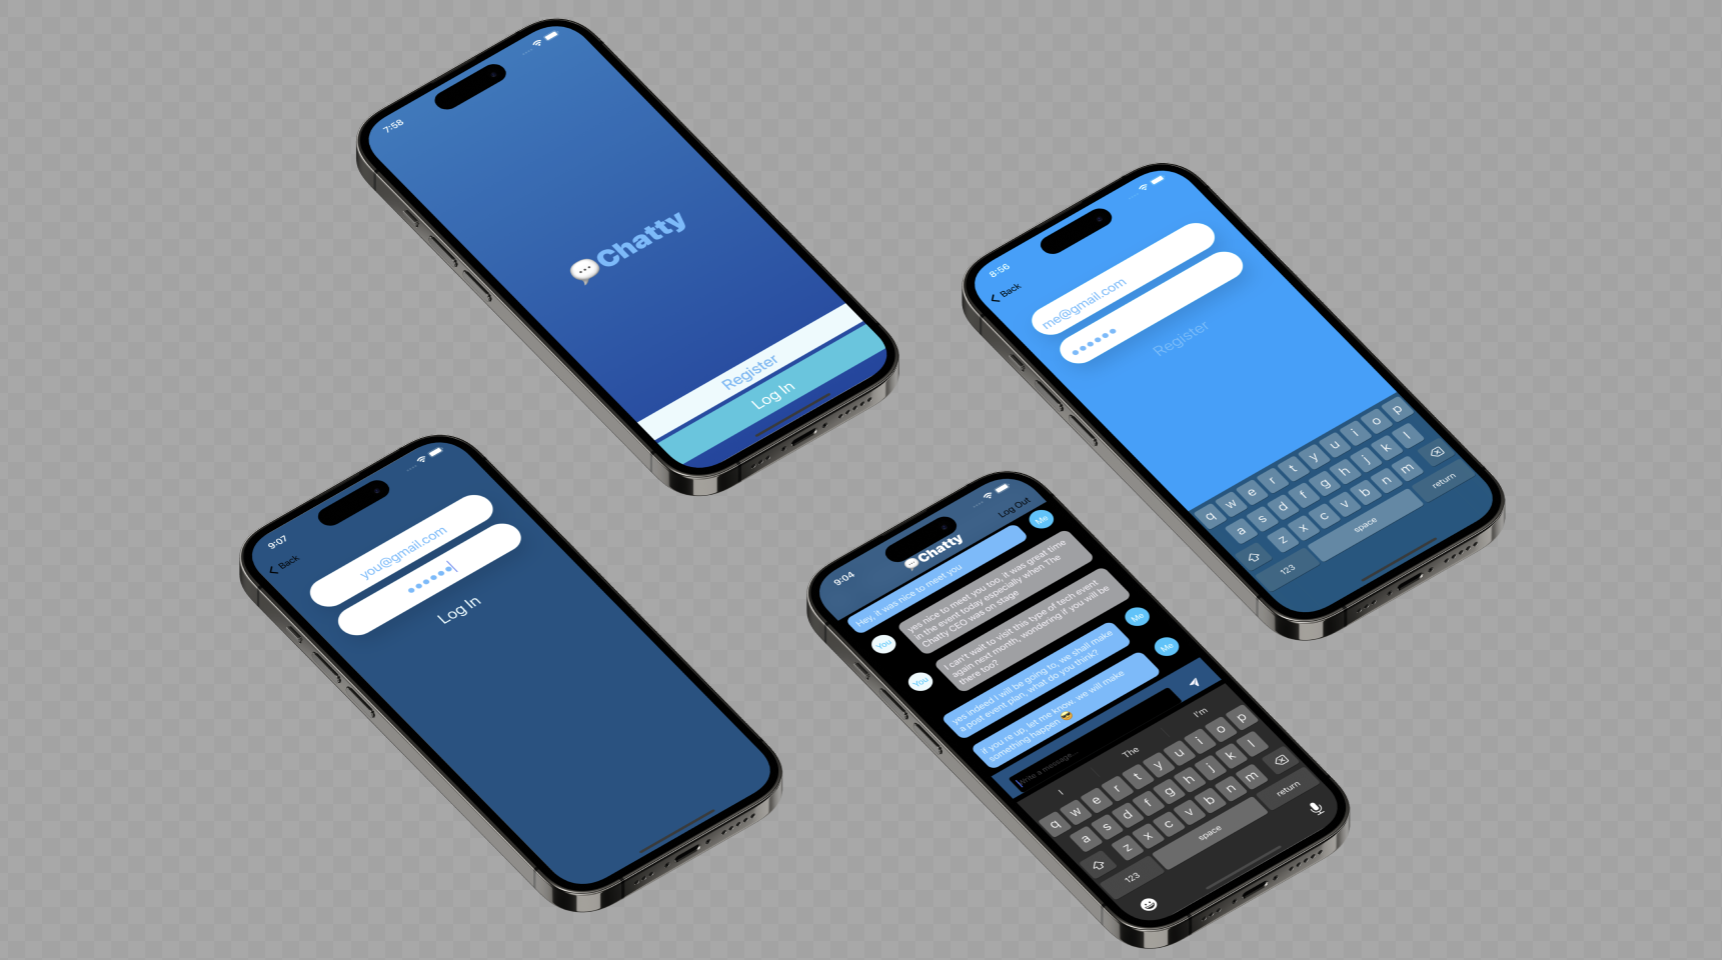 7:58
💬Chatty
Register
Log In
8:56
Back
me@gmail.com
••••••
Register
q w e r t y u i o p
a s d f g h j k l
z x c v b n m
123 space return
9:07
Back
you@gmail.com
••••••
Log In
9:04
Log Out
💬Chatty
Hey, it was nice to meet you
Me
You
yes nice to meet you too, it was great time
in the event today especially when The
Chatty CEO was on stage
You
I can't wait to visit this type of tech event
again next month, wondering if you will be
there too?
yes indeed i will be going to, we shall make
a post event plan, what do you think?
Me
if you're up, let me know. we will make
something happen 😎
Me
Write a message...
I The I'm
q w e r t y u i o p
a s d f g h j k l
z x c v b n m
123 space return